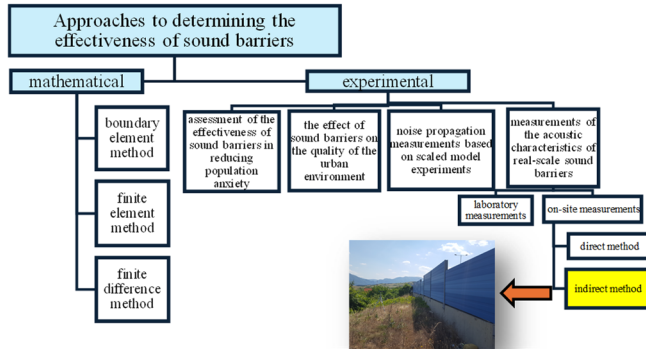 Approaches to determining the
effectiveness of sound barriers
mathematical
experimental
boundary
element
method
finite
element
method
finite
difference
method
assessment of the
effectiveness of
sound barriers in
reducing
population
anxiety
the effect of
sound barriers on
the quality of the
urban
environment
noise propagation
measurements based
on scaled model
experiments
measurements of
the acoustic
characteristics of
real-scale sound
barriers
laboratory
measurements
on-site measurements
direct method
indirect method